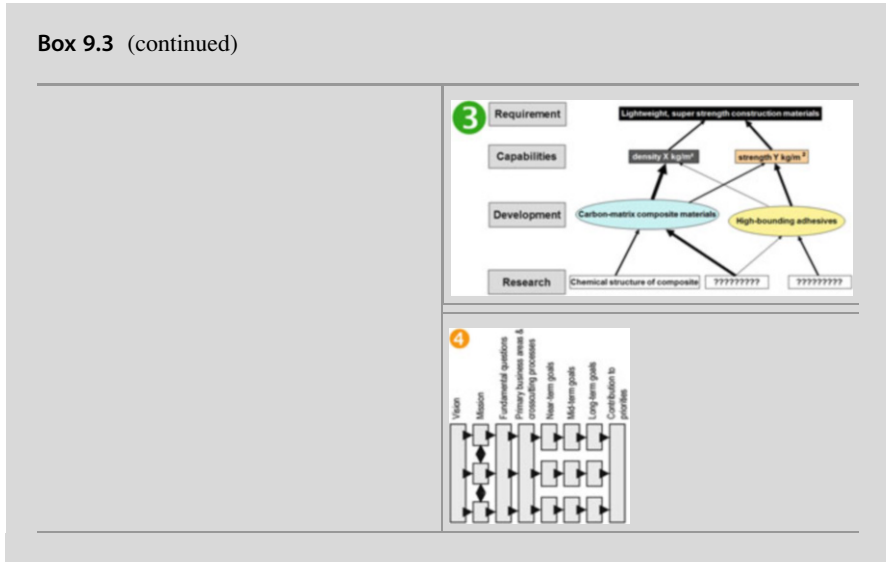 Box 9.3 (continued)
3
Requirement
Lightweight, super strength construction materials
Capabilities
density X kg/m³
strength Y kg/m³
Development
Carbon-matrix composite materials
High-bounding adhesives
Research
Chemical structure of composite
?????????
?????????
4
Vision
Mission
Fundamental questions
Primary business areas &
crosscutting processes
Near-term goals
Mid-term goals
Long-term goals
Contribution to
priorities